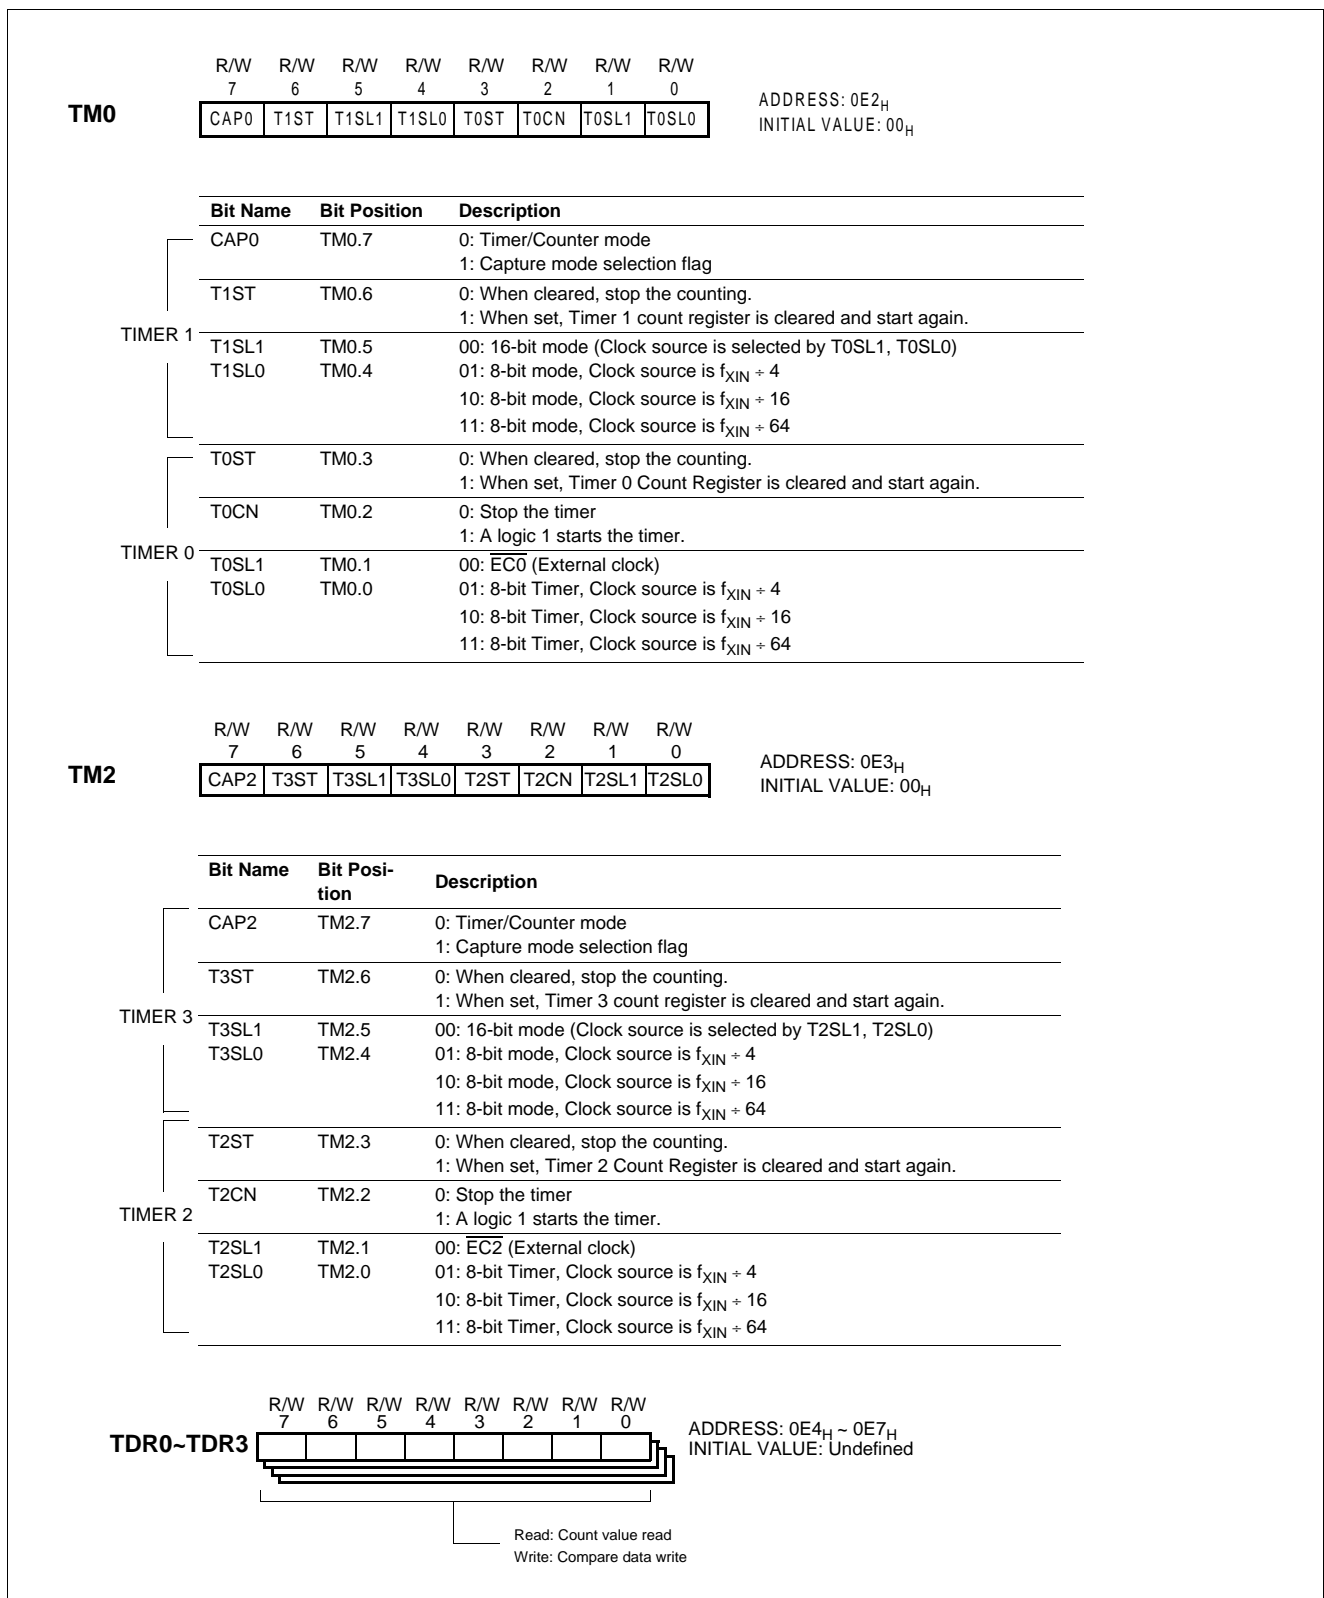 R/W R/W R/W R/W R/W R/W R/W R/W
7 6 5 4 3 2 1 0
TM0 CAP0 T1ST T1SL1 T1SL0 T0ST T0CN T0SL1 T0SL0
ADDRESS: 0E2H
INITIAL VALUE: 00H
Bit Name Bit Position Description
CAP0 TM0.7 0: Timer/Counter mode
1: Capture mode selection flag
T1ST TM0.6 0: When cleared, stop the counting.
1: When set, Timer 1 count register is cleared and start again.
TIMER 1
T1SL1 TM0.5 00: 16-bit mode (Clock source is selected by T0SL1, T0SL0)
T1SL0 TM0.4 01: 8-bit mode, Clock source is fXIN ÷ 4
10: 8-bit mode, Clock source is fXIN ÷ 16
11: 8-bit mode, Clock source is fXIN ÷ 64
T0ST TM0.3 0: When cleared, stop the counting.
1: When set, Timer 0 Count Register is cleared and start again.
T0CN TM0.2 0: Stop the timer
1: A logic 1 starts the timer.
TIMER 0
T0SL1 TM0.1 00: EC0 (External clock)
T0SL0 TM0.0 01: 8-bit Timer, Clock source is fXIN ÷ 4
10: 8-bit Timer, Clock source is fXIN ÷ 16
11: 8-bit Timer, Clock source is fXIN ÷ 64
R/W R/W R/W R/W R/W R/W R/W R/W
7 6 5 4 3 2 1 0
TM2 CAP2 T3ST T3SL1 T3SL0 T2ST T2CN T2SL1 T2SL0
ADDRESS: 0E3H
INITIAL VALUE: 00H
Bit Name Bit Posi-
tion Description
CAP2 TM2.7 0: Timer/Counter mode
1: Capture mode selection flag
T3ST TM2.6 0: When cleared, stop the counting.
1: When set, Timer 3 count register is cleared and start again.
TIMER 3
T3SL1 TM2.5 00: 16-bit mode (Clock source is selected by T2SL1, T2SL0)
T3SL0 TM2.4 01: 8-bit mode, Clock source is fXIN ÷ 4
10: 8-bit mode, Clock source is fXIN ÷ 16
11: 8-bit mode, Clock source is fXIN ÷ 64
T2ST TM2.3 0: When cleared, stop the counting.
1: When set, Timer 2 Count Register is cleared and start again.
T2CN TM2.2 0: Stop the timer
1: A logic 1 starts the timer.
TIMER 2
T2SL1 TM2.1 00: EC2 (External clock)
T2SL0 TM2.0 01: 8-bit Timer, Clock source is fXIN ÷ 4
10: 8-bit Timer, Clock source is fXIN ÷ 16
11: 8-bit Timer, Clock source is fXIN ÷ 64
R/W R/W R/W R/W R/W R/W R/W R/W
7 6 5 4 3 2 1 0
TDR0~TDR3
ADDRESS: 0E4H ~ 0E7H
INITIAL VALUE: Undefined
Read: Count value read
Write: Compare data write